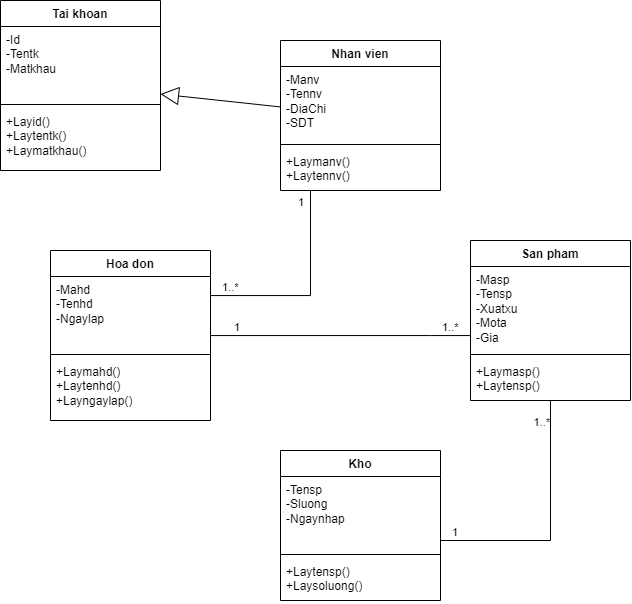 Tai khoan
-Id
-Tentk
-Matkhau
+Layid()
+Laytentk()
+Laymatkhau()
Nhan vien
-Manv
-Tennv
-DiaChi
-SDT
+Laymanv()
+Laytennv()
1
1..*
Hoa don
-Mahd
-Tenhd
-Ngaylap
+Laymahd()
+Laytenhd()
+Layngaylap()
1
1..*
San pham
-Masp
-Tensp
-Xuatxu
-Mota
-Gia
+Laymasp()
+Laytensp()
1..*
1
Kho
-Tensp
-Sluong
-Ngaynhap
+Laytensp()
+Laysoluong()